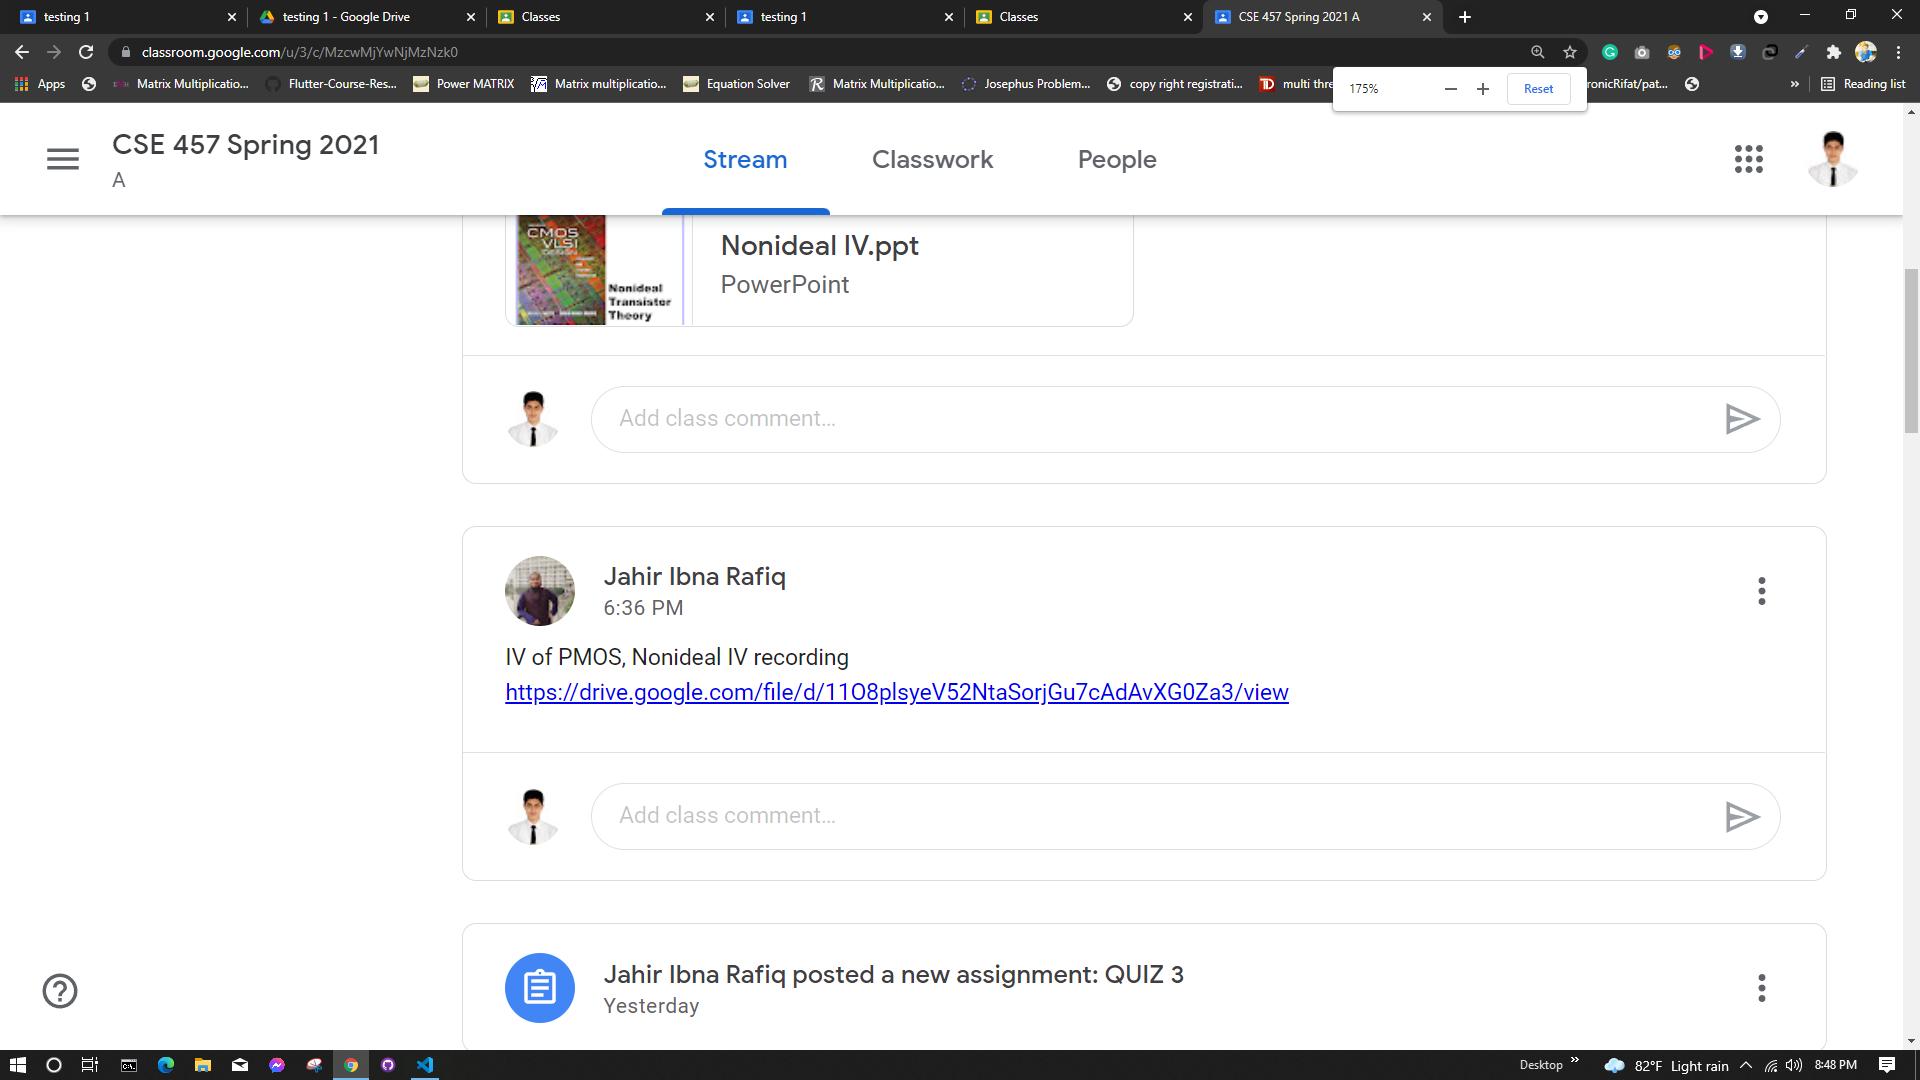 testing 1
testing 1 - Google Drive
Classes
testing 1
Classes
CSE 457 Spring 2021 A
classroom.google.com/u/3/c/MzcwMjYwNjMzNzk0
Apps
Matrix Multiplicatio...
Flutter-Course-Res...
Power MATRIX
Matrix multiplicatio...
Equation Solver
Matrix Multiplicatio...
Josephus Problem...
copy right registrati...
multi thre
ronicRifat/pat...
Reading list
175%
Reset
CSE 457 Spring 2021
A
Stream
Classwork
People
CMOS
VLSI
DESIGN
Nonideal
Transistor
Theory
Nonideal IV.ppt
PowerPoint
Add class comment...
Jahir Ibna Rafiq
6:36 PM
IV of PMOS, Nonideal IV recording
https://drive.google.com/file/d/11O8plsyeV52NtaSorjGu7cAdAvXG0Za3/view
Add class comment...
Jahir Ibna Rafiq posted a new assignment: QUIZ 3
Yesterday
Desktop
82°F Light rain
8:48 PM